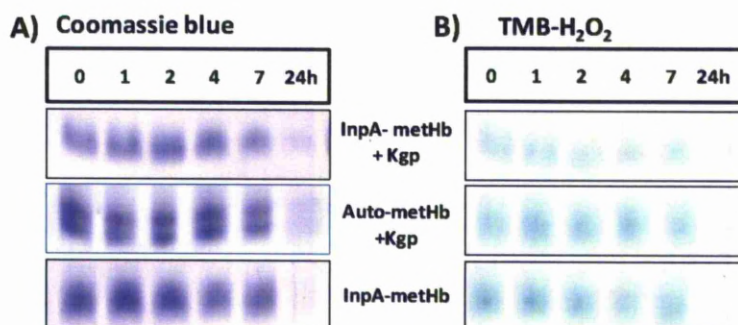 A) Coomassie blue
0 1 2 4 7 24h
B) TMB-H₂O₂
0 1 2 4 7 24h
InpA- metHb
+ Kgp
Auto-metHb
+Kgp
InpA-metHb